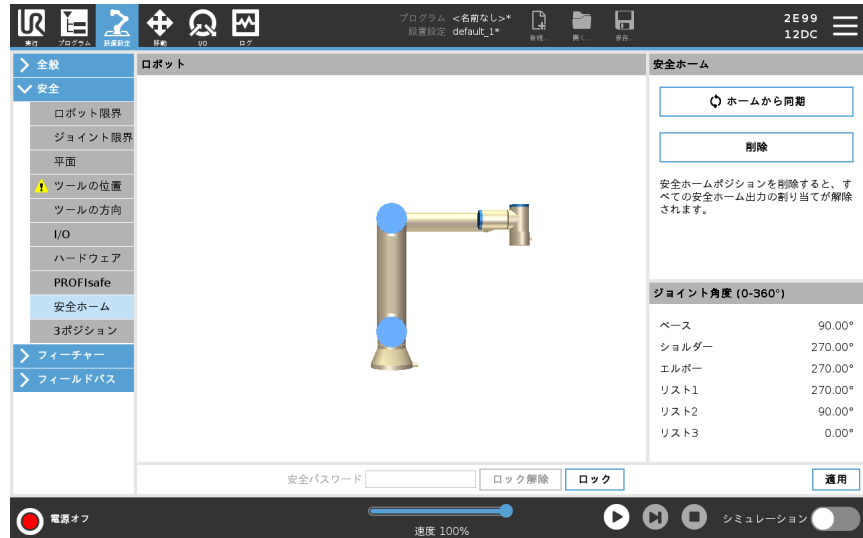 UR
実行
プログラム
設置設定
移動
I/O
ログ
プログラム <名前なし>*
設置設定 default_1*
新規...
開く...
保存...
2E99
12DC
全般
安全
ロボット限界
ジョイント限界
平面
ツールの位置
ツールの方向
I/O
ハードウェア
PROFIsafe
安全ホーム
3ポジション
フィーチャー
フィールドバス
ロボット
安全ホーム
ホームから同期
削除
安全ホームポジションを削除すると、す
べての安全ホーム出力の割り当てが解除
されます。
ジョイント角度 (0-360°)
ベース 90.00°
ショルダー 270.00°
エルボー 270.00°
リスト1 270.00°
リスト2 90.00°
リスト3 0.00°
安全パスワード ロック解除 ロック 適用
電源オフ
速度 100%
シミュレーション